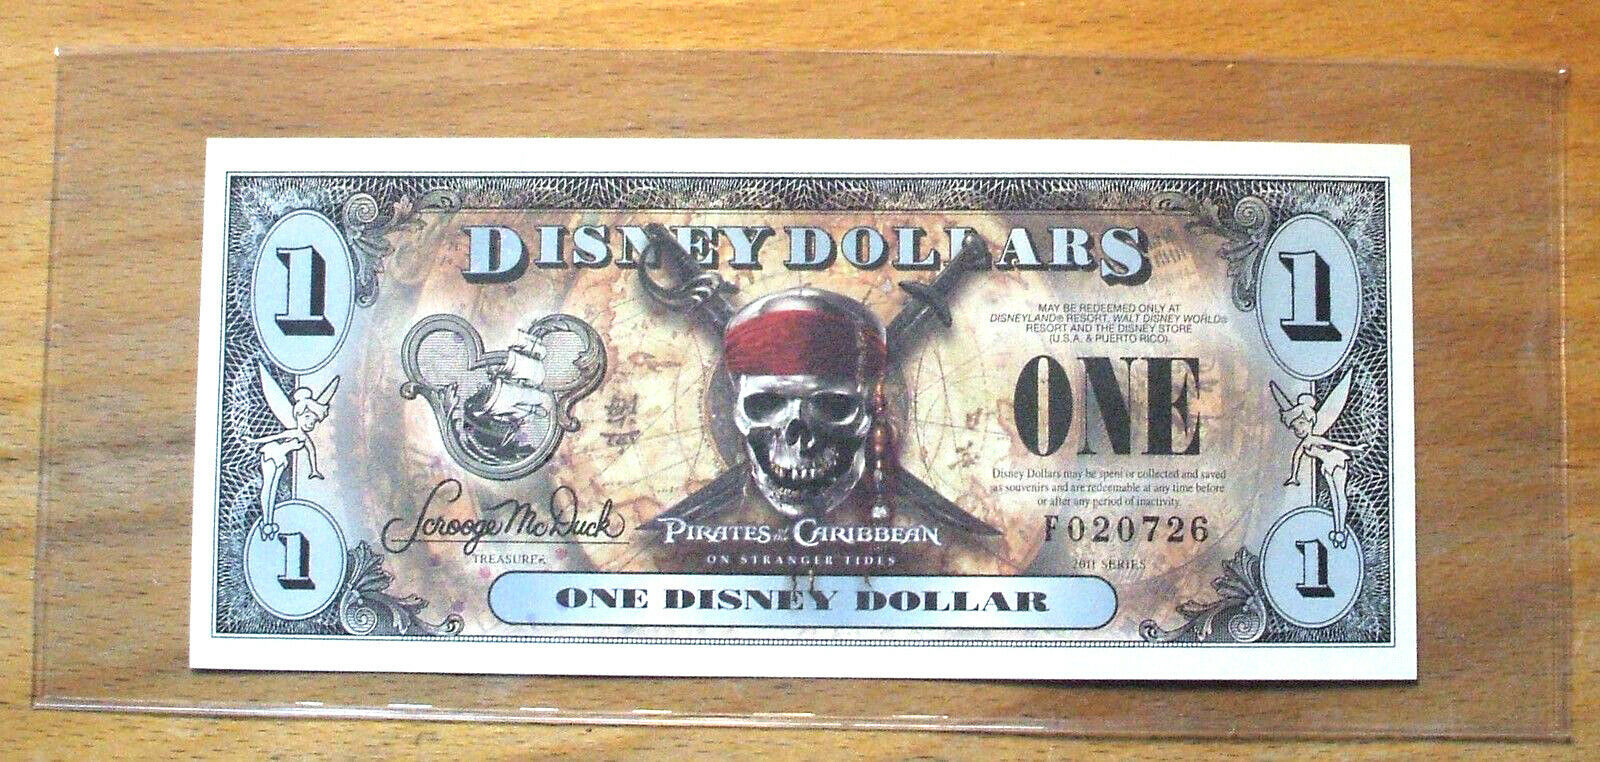 1
1
DISNEY DOLLARS
MAY BE REDEEMED ONLY AT
DISNEYLAND® RESORT, WALT DISNEY WORLD®
RESORT AND THE DISNEY STORE
(U.S.A. & PUERTO RICO).
ONE
Disney Dollars may be spent or collected and saved
as souvenirs and are redeemable at any time before
or after any period of inactivity.
F020726
2011 SERIES
Scrooge McDuck
TREASURER
PIRATES of the CARIBBEAN
ON STRANGER TIDES
1
1
ONE DISNEY DOLLAR